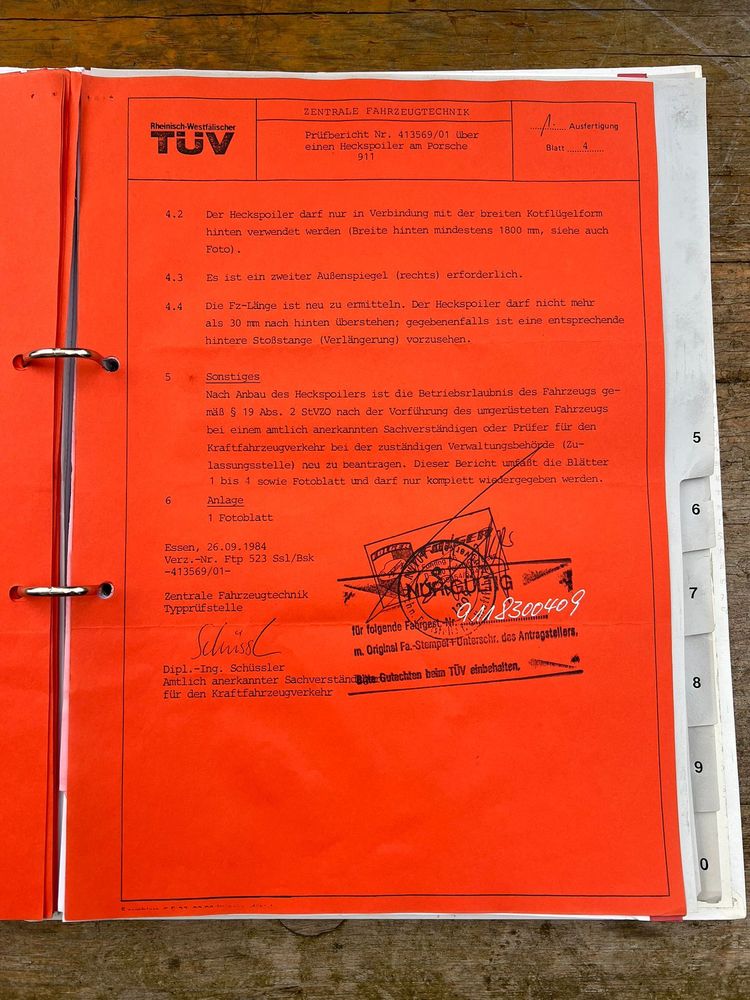 Rheinisch-Westfälischer
TÜV
ZENTRALE FAHRZEUGTECHNIK
Prüfbericht Nr. 413569/01 über
einen Heckspoiler am Porsche
911
1. Ausfertigung
Blatt 4
4.2 Der Heckspoiler darf nur in Verbindung mit der breiten Kotflügelform
hinten verwendet werden (Breite hinten mindestens 1800 mm, siehe auch
Foto).
4.3 Es ist ein zweiter Außenspiegel (rechts) erforderlich.
4.4 Die Fz-Länge ist neu zu ermitteln. Der Heckspoiler darf nicht mehr
als 30 mm nach hinten überstehen; gegebenenfalls ist eine entsprechende
hintere Stoßstange (Verlängerung) vorzusehen.
5 Sonstiges
Nach Anbau des Heckspoilers ist die Betriebsrlaubnis des Fahrzeugs ge-
mäß § 19 Abs. 2 StVZO nach der Vorführung des umgerüsteten Fahrzeugs
bei einem amtlich anerkannten Sachverständigen oder Prüfer für den
Kraftfahrzeugverkehr bei der zuständigen Verwaltungsbehörde (Zu-
lassungsstelle) neu zu beantragen. Dieser Bericht umfaßt die Blätter
1 bis 4 sowie Fotoblatt und darf nur komplett wiedergegeben werden.
6 Anlage
1 Fotoblatt
Essen, 26.09.1984
Verz.-Nr. Ftp 523 Ssl/Bsk
-413569/01-
Zentrale Fahrzeugtechnik
Typprüfstelle
Schüssl
Dipl.-Ing. Schüssler
Amtlich anerkannter Sachverständ
für den Kraftfahrzeugverkehr
NUR GÜLTIG
für folgende Fahrgest. Nr. 9118300409
m. Original Fa.-Stempel + Unterschr. des Antragstellers.
Bitte Gutachten beim TÜV einbehalten.
5
6
7
8
9
0